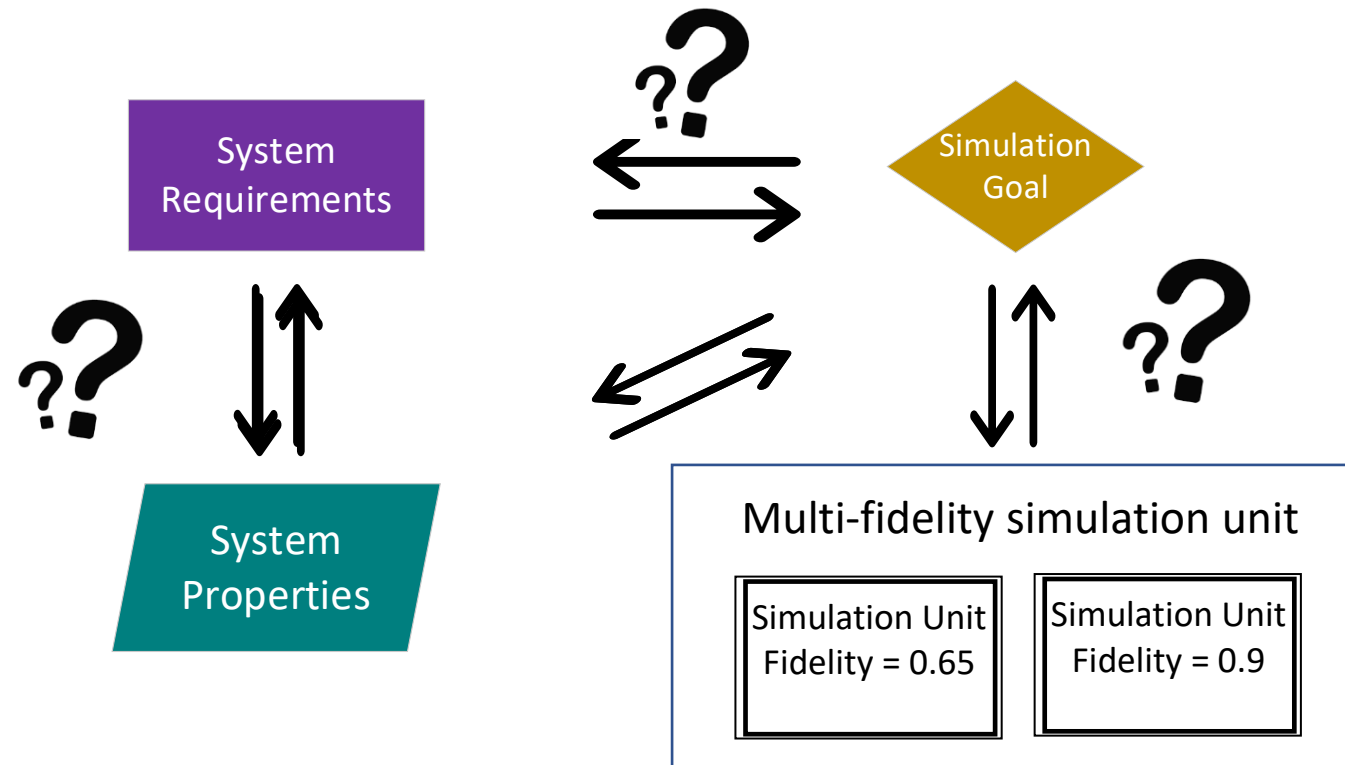 ??
System
Requirements
Simulation
Goal
??
??
System
Properties
Multi-fidelity simulation unit
Simulation Unit
Fidelity = 0.65
Simulation Unit
Fidelity = 0.9